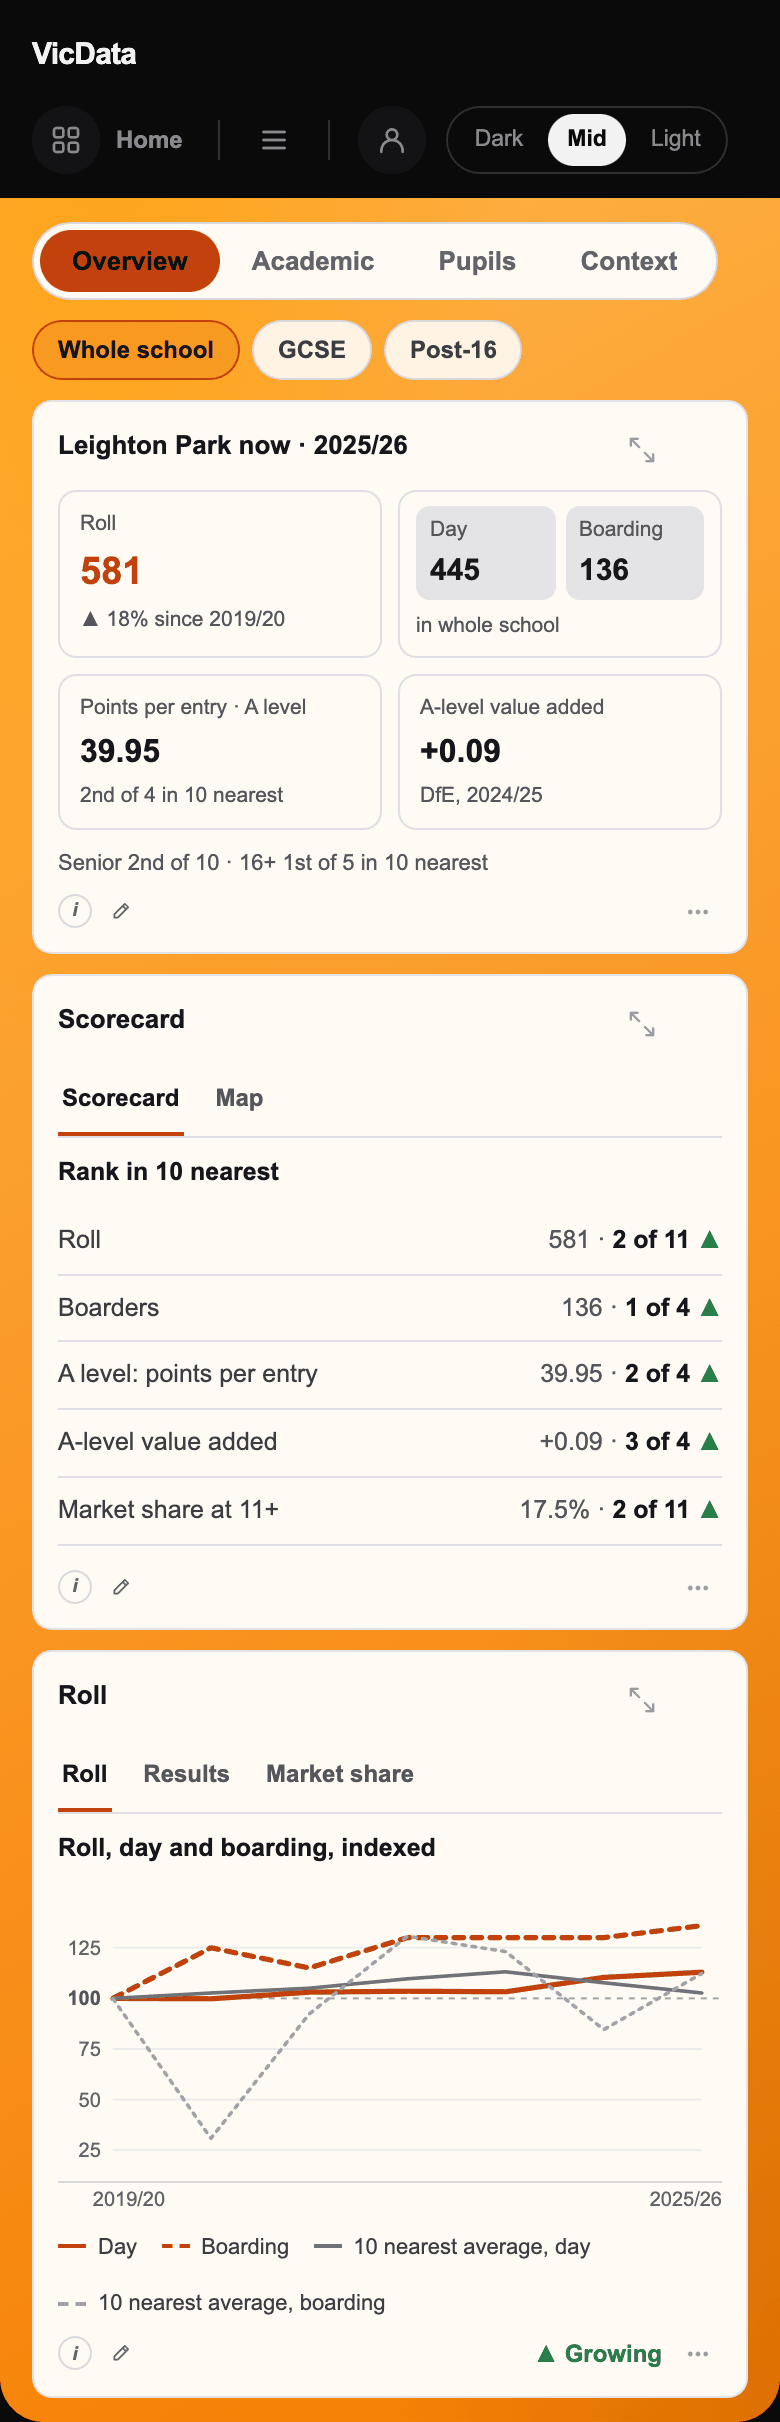 VicData
Home
Dark Mid Light
Overview Academic Pupils Context
Whole school GCSE Post-16
Leighton Park now · 2025/26
Roll
581
▲ 18% since 2019/20
Day
445
Boarding
136
in whole school
Points per entry · A level
39.95
2nd of 4 in 10 nearest
A-level value added
+0.09
DfE, 2024/25
Senior 2nd of 10 · 16+ 1st of 5 in 10 nearest
i
Scorecard
Scorecard Map
Rank in 10 nearest
Roll 581 · 2 of 11 ▲
Boarders 136 · 1 of 4 ▲
A level: points per entry 39.95 · 2 of 4 ▲
A-level value added +0.09 · 3 of 4 ▲
Market share at 11+ 17.5% · 2 of 11 ▲
i
Roll
Roll Results Market share
Roll, day and boarding, indexed
125
100
75
50
25
2019/20 2025/26
Day Boarding 10 nearest average, day
10 nearest average, boarding
i ▲ Growing